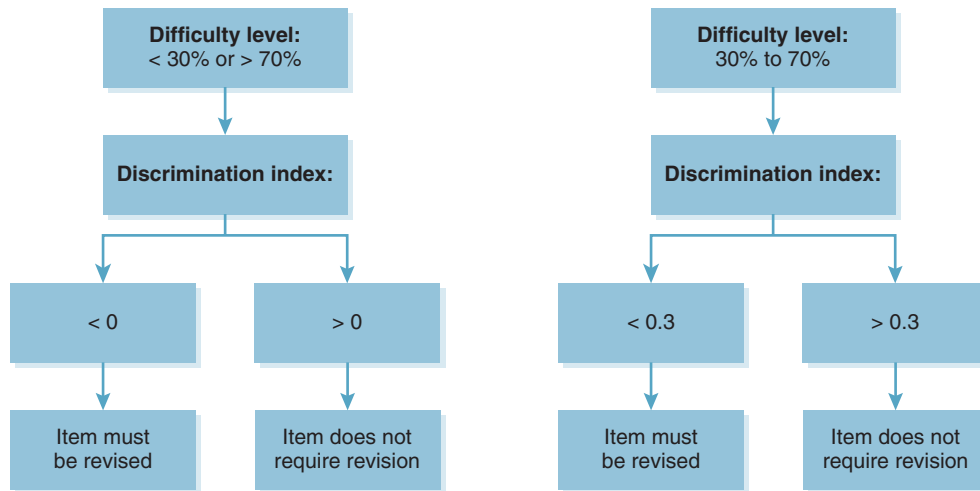 Difficulty level:
< 30% or > 70%
Discrimination index:
< 0
> 0
Item must
be revised
Item does not
require revision
Difficulty level:
30% to 70%
Discrimination index:
< 0.3
> 0.3
Item must
be revised
Item does not
require revision